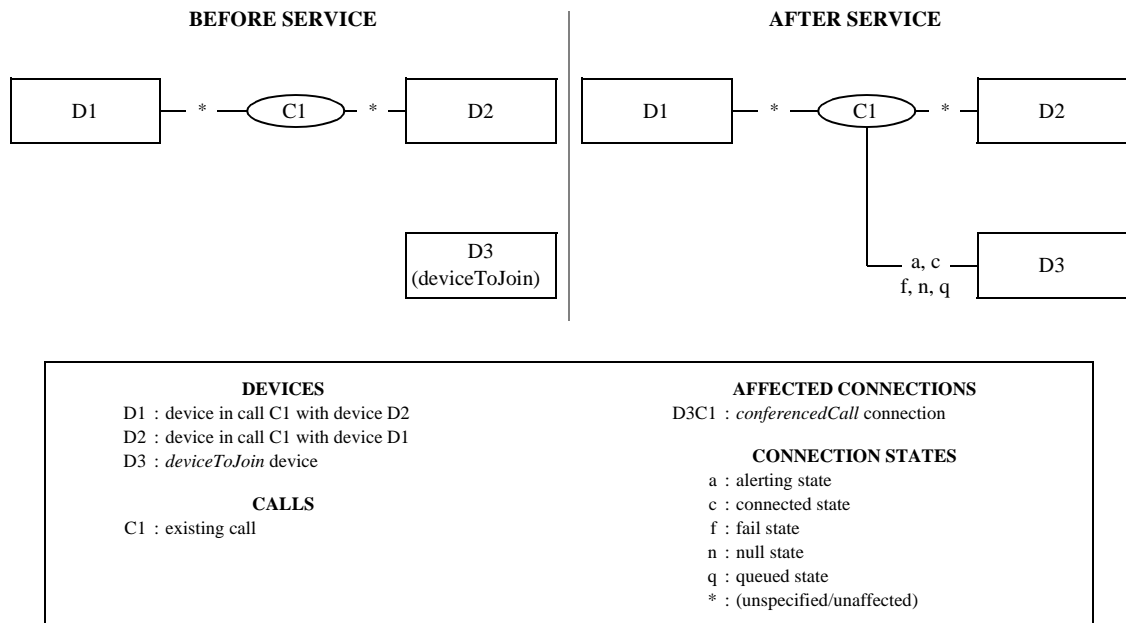 BEFORE SERVICE
AFTER SERVICE
D1
*
C1
*
D2
D3
(deviceToJoin)
D1
*
C1
*
D2
a, c
f, n, q
D3
DEVICES
D1 : device in call C1 with device D2
D2 : device in call C1 with device D1
D3 : deviceToJoin device
CALLS
C1 : existing call
AFFECTED CONNECTIONS
D3C1 : conferencedCall connection
CONNECTION STATES
a : alerting state
c : connected state
f : fail state
n : null state
q : queued state
* : (unspecified/unaffected)